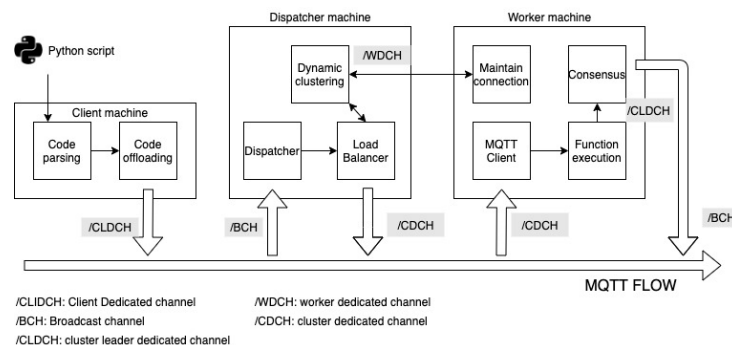 Dispatcher machine
Worker machine
Python script
/WDCH
Dynamic
clustering
Maintain
connection
Consensus
/CLDCH
Client machine
Code
parsing
Code
offloading
Dispatcher
Load
Balancer
MQTT
Client
Function
execution
/CLDCH
/BCH
/CDCH
/CDCH
/BCH
MQTT FLOW
/CLIDCH: Client Dedicated channel
/WDCH: worker dedicated channel
/BCH: Broadcast channel
/CDCH: cluster dedicated channel
/CLDCH: cluster leader dedicated channel